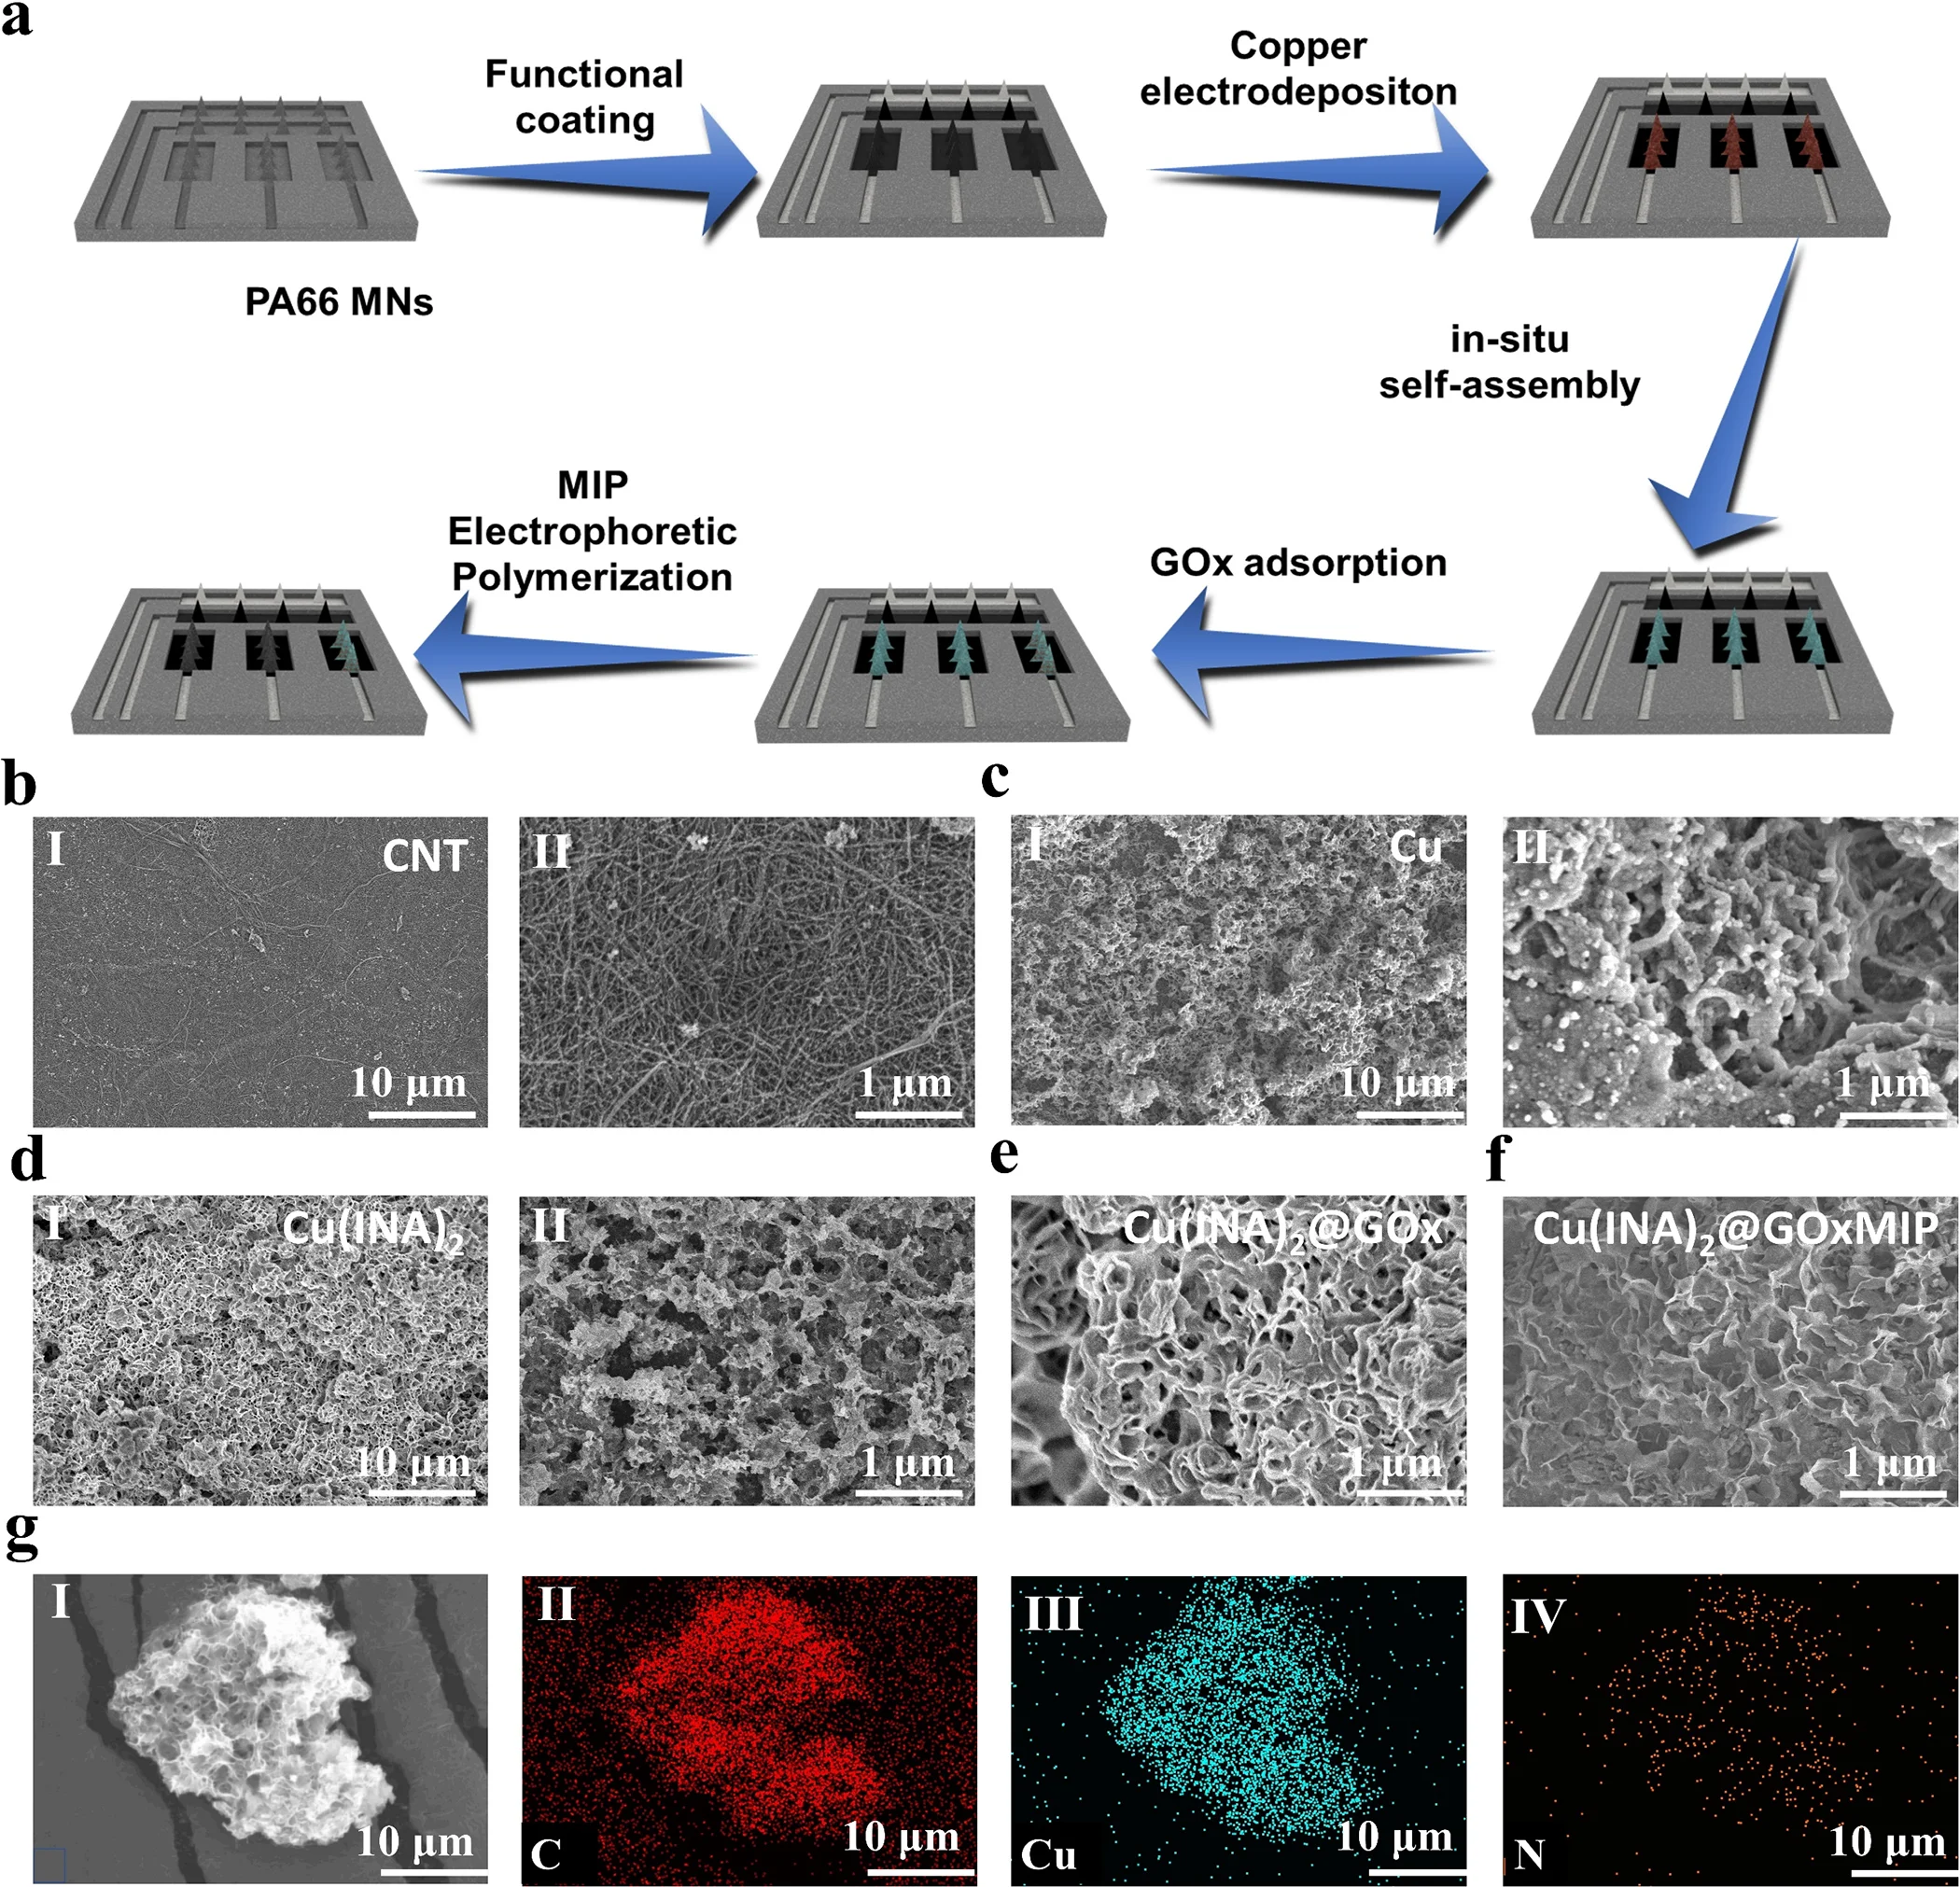 a
Functional
coating
Copper
electrodepositon
PA66 MNs
in-situ
self-assembly
MIP
Electrophoretic
Polymerization
GOx adsorption
b
I
CNT
10 μm
II
1 μm
c
I
Cu
10 μm
II
1 μm
d
I
Cu(INA)₂
10 μm
II
1 μm
e
Cu(INA)₂@GOx
1 μm
f
Cu(INA)₂@GOxMIP
1 μm
g
I
10 μm
II
C
10 μm
III
Cu
10 μm
IV
N
10 μm